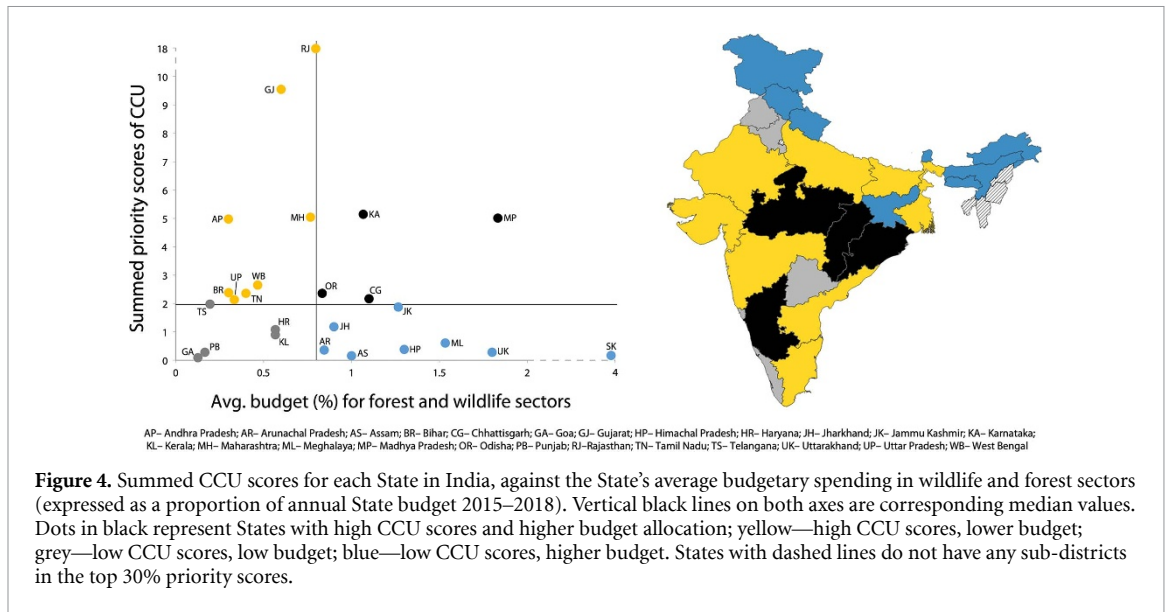 18
10
9
8
7
6
5
4
3
2
1
0
Summed priority scores of CCU
RJ
GJ
AP
MH
KA
MP
UP
WB
BR
TN
OR
CG
TS
JK
HR
KL
JH
GA
PB
AR
AS
HP
ML
UK
SK
0 0.5 1 1.5 2 4
Avg. budget (%) for forest and wildlife sectors
AP– Andhra Pradesh; AR– Arunachal Pradesh; AS– Assam; BR– Bihar; CG– Chhattisgarh; GA– Goa; GJ– Gujarat; HP– Himachal Pradesh; HR– Haryana; JH– Jharkhand; JK– Jammu Kashmir; KA– Karnataka;
KL– Kerala; MH– Maharashtra; ML– Meghalaya; MP– Madhya Pradesh; OR– Odisha; PB– Punjab; RJ–Rajasthan; TN– Tamil Nadu; TS– Telangana; UK– Uttarakhand; UP– Uttar Pradesh; WB– West Bengal
Figure 4. Summed CCU scores for each State in India, against the State's average budgetary spending in wildlife and forest sectors
(expressed as a proportion of annual State budget 2015–2018). Vertical black lines on both axes are corresponding median values.
Dots in black represent States with high CCU scores and higher budget allocation; yellow—high CCU scores, lower budget;
grey—low CCU scores, low budget; blue—low CCU scores, higher budget. States with dashed lines do not have any sub-districts
in the top 30% priority scores.